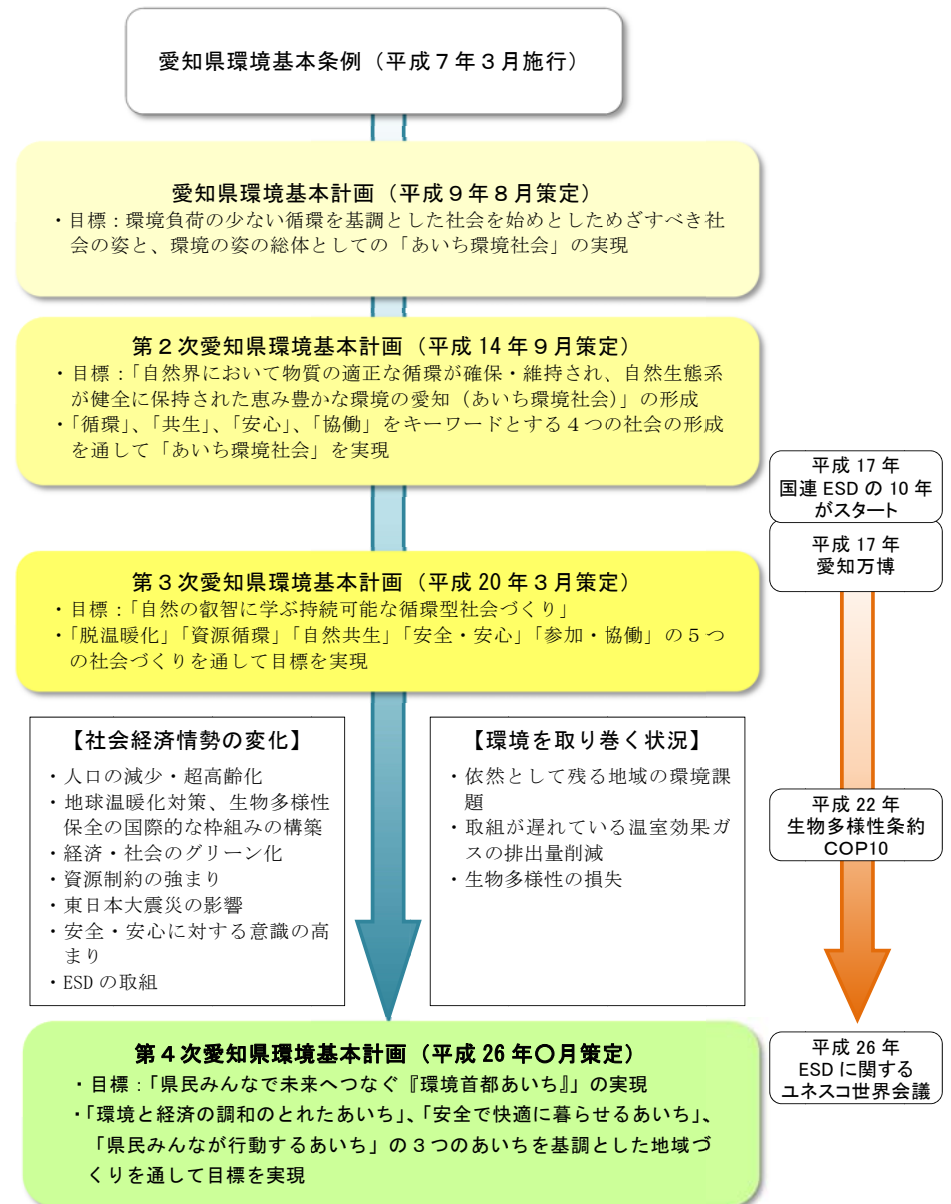 愛知県環境基本条例（平成７年３月施行）
愛知県環境基本計画（平成９年８月策定）
・目標：環境負荷の少ない循環を基調とした社会を始めとしためざすべき社
会の姿と、環境の姿の総体としての「あいち環境社会」の実現
第２次愛知県環境基本計画（平成 14 年９月策定）
・目標：「自然界において物質の適正な循環が確保・維持され、自然生態系
が健全に保持された恵み豊かな環境の愛知（あいち環境社会）」の形成
・「循環」、「共生」、「安心」、「協働」をキーワードとする４つの社会の形成
を通して「あいち環境社会」を実現
平成 17 年
国連 ESD の 10 年
がスタート
平成 17 年
愛知万博
第３次愛知県環境基本計画（平成 20 年３月策定）
・目標：「自然の叡智に学ぶ持続可能な循環型社会づくり」
・「脱温暖化」「資源循環」「自然共生」「安全・安心」「参加・協働」の５つ
の社会づくりを通して目標を実現
【社会経済情勢の変化】
・人口の減少・超高齢化
・地球温暖化対策、生物多様性
保全の国際的な枠組みの構築
・経済・社会のグリーン化
・資源制約の強まり
・東日本大震災の影響
・安全・安心に対する意識の高
まり
・ESD の取組
【環境を取り巻く状況】
・依然として残る地域の環境課
題
・取組が遅れている温室効果ガ
スの排出量削減
・生物多様性の損失
平成 22 年
生物多様性条約
COP10
第４次愛知県環境基本計画（平成 26 年〇月策定）
・目標：「県民みんなで未来へつなぐ『環境首都あいち』」の実現
・「環境と経済の調和のとれたあいち」、「安全で快適に暮らせるあいち」、
「県民みんなが行動するあいち」の３つのあいちを基調とした地域づ
くりを通して目標を実現
平成 26 年
ESD に関する
ユネスコ世界会議